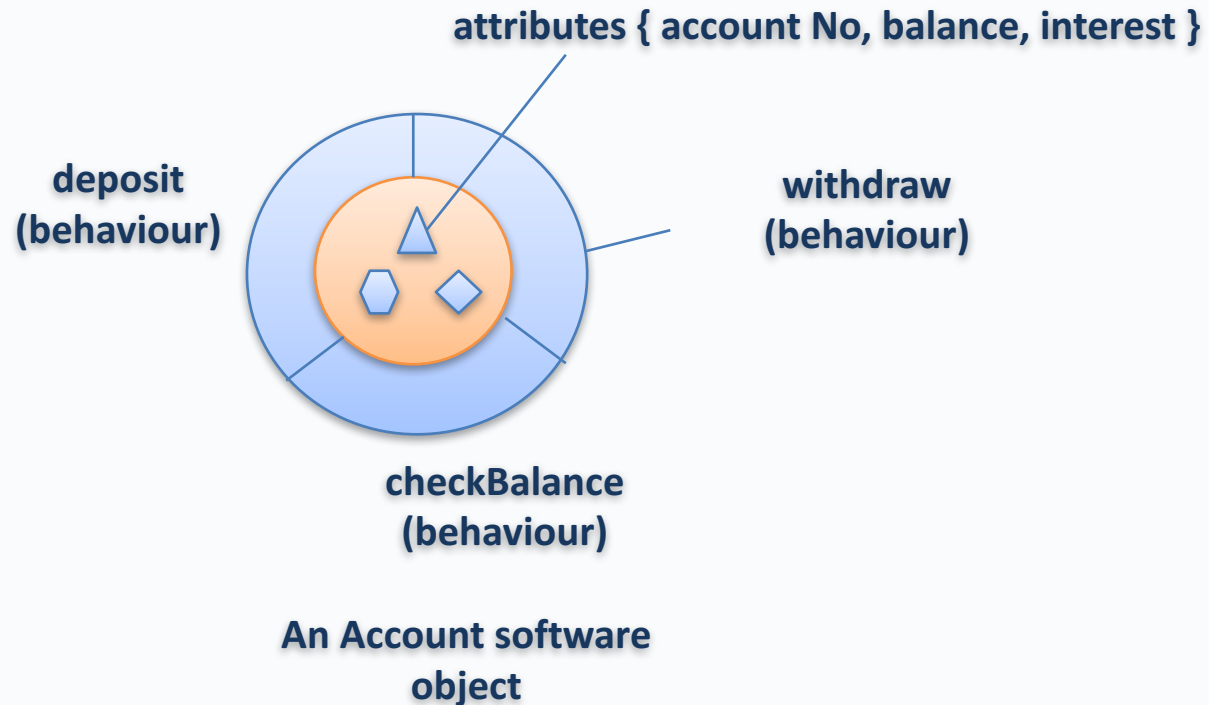 attributes { account No, balance, interest }
deposit
(behaviour)
withdraw
(behaviour)
checkBalance
(behaviour)
An Account software
object